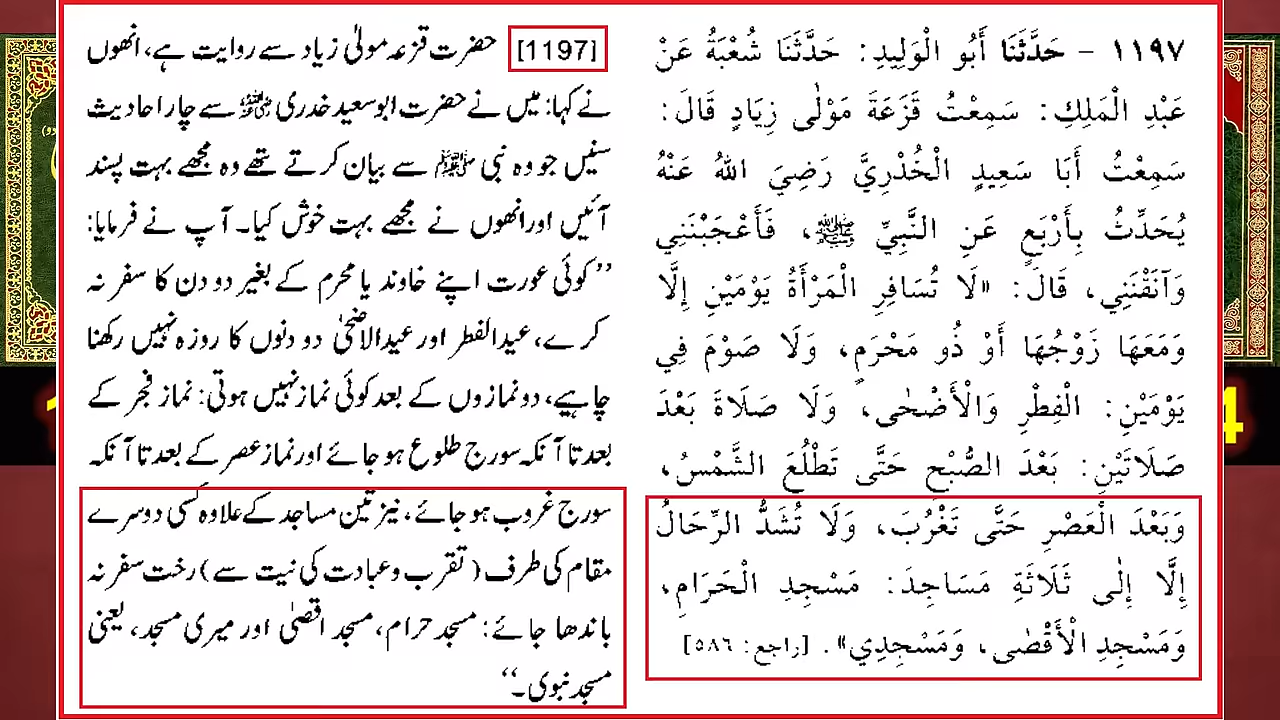 ۱۱۹۷ - حَدَّثَنَا أَبُو الْوَلِيدِ: حَدَّثَنَا شُعْبَةُ عَنْ
عَبْدِ الْمَلِكِ: سَمِعْتُ قَزَعَةَ مَوْلٰى زِيَادٍ قَالَ:
سَمِعْتُ أَبَا سَعِيدٍ الْخُدْرِيَّ رَضِيَ اللهُ عَنْهُ
يُحَدِّثُ بِأَرْبَعٍ عَنِ النَّبِيِّ ﷺ، فَأَعْجَبْنَنِي
وَآنَقْنَنِي، قَالَ: «لَا تُسَافِرِ الْمَرْأَةُ يَوْمَيْنِ إِلَّا
وَمَعَهَا زَوْجُهَا أَوْ ذُو مَحْرَمٍ، وَلَا صَوْمَ فِي
يَوْمَيْنِ: الْفِطْرِ وَالْأَضْحٰى، وَلَا صَلَاةَ بَعْدَ
صَلَاتَيْنِ: بَعْدَ الصُّبْحِ حَتَّى تَطْلُعَ الشَّمْسُ،
وَبَعْدَ الْعَصْرِ حَتَّى تَغْرُبَ، وَلَا تُشَدُّ الرِّحَالُ
إِلَّا إِلٰى ثَلَاثَةِ مَسَاجِدَ: مَسْجِدِ الْحَرَامِ،
وَمَسْجِدِ الْأَقْصٰى، وَمَسْجِدِي». [راجع: ٥٨٦]
[1197] حضرت قزعہ مولیٰ زیاد سے روایت ہے، انھوں
نے کہا: میں نے حضرت ابوسعید خدری رضی اللہ عنہ سے چار احادیث
سنیں جو وہ نبی ﷺ سے بیان کرتے تھے وہ مجھے بہت پسند
آئیں اور انھوں نے مجھے بہت خوش کیا۔ آپ نے فرمایا:
”کوئی عورت اپنے خاوند یا محرم کے بغیر دو دن کا سفر نہ
کرے، عیدالفطر اور عیدالاضحیٰ دو دنوں کا روزہ نہیں رکھنا
چاہیے، دو نمازوں کے بعد کوئی نماز نہیں ہوتی: نماز فجر کے
بعد تا آنکہ سورج طلوع ہو جائے اور نماز عصر کے بعد تا آنکہ
سورج غروب ہو جائے، نیز تین مساجد کے علاوہ کسی دوسرے
مقام کی طرف (تقرب و عبادت کی نیت سے) رخت سفر نہ
باندھا جائے: مسجد حرام، مسجد اقصیٰ اور میری مسجد، یعنی
مسجد نبوی۔“